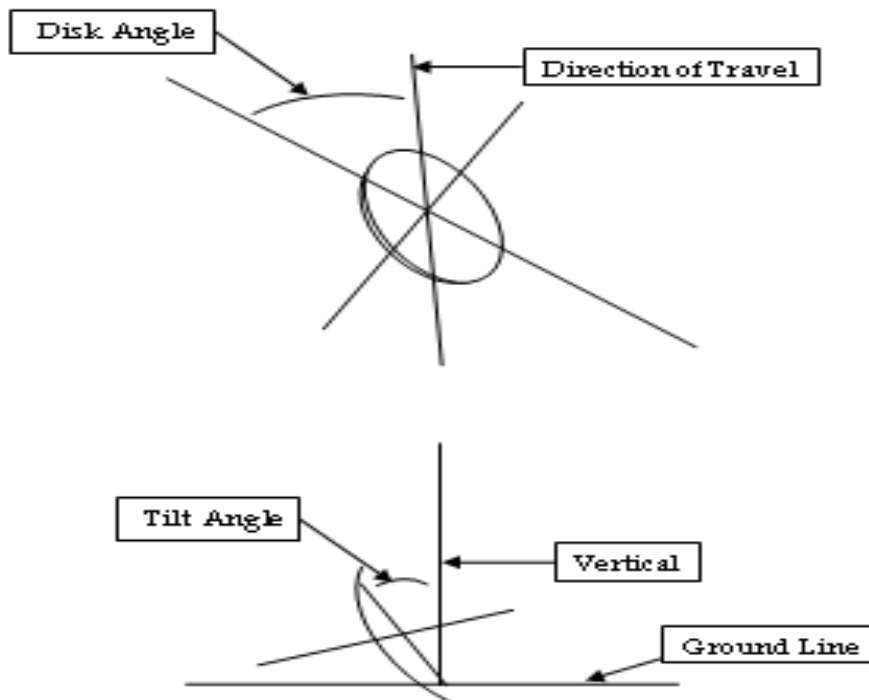 Disk Angle
Direction of Travel
Tilt Angle
Vertical
Ground Line